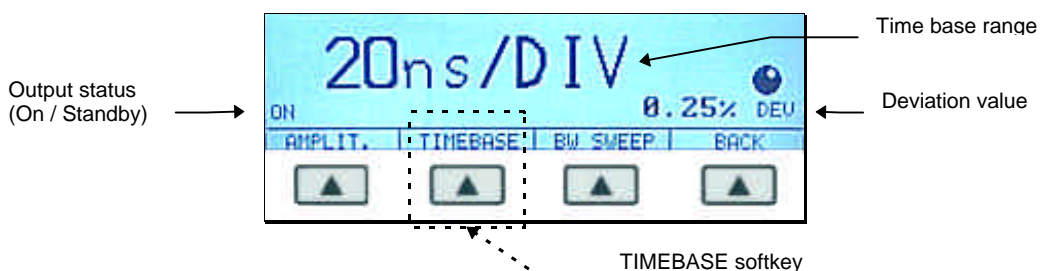 Time base range
20ns/DIV
Output status
(On / Standby)
ON
0.25% DEV
Deviation value
AMPLIT. TIMEBASE BW SWEEP BACK
TIMEBASE softkey